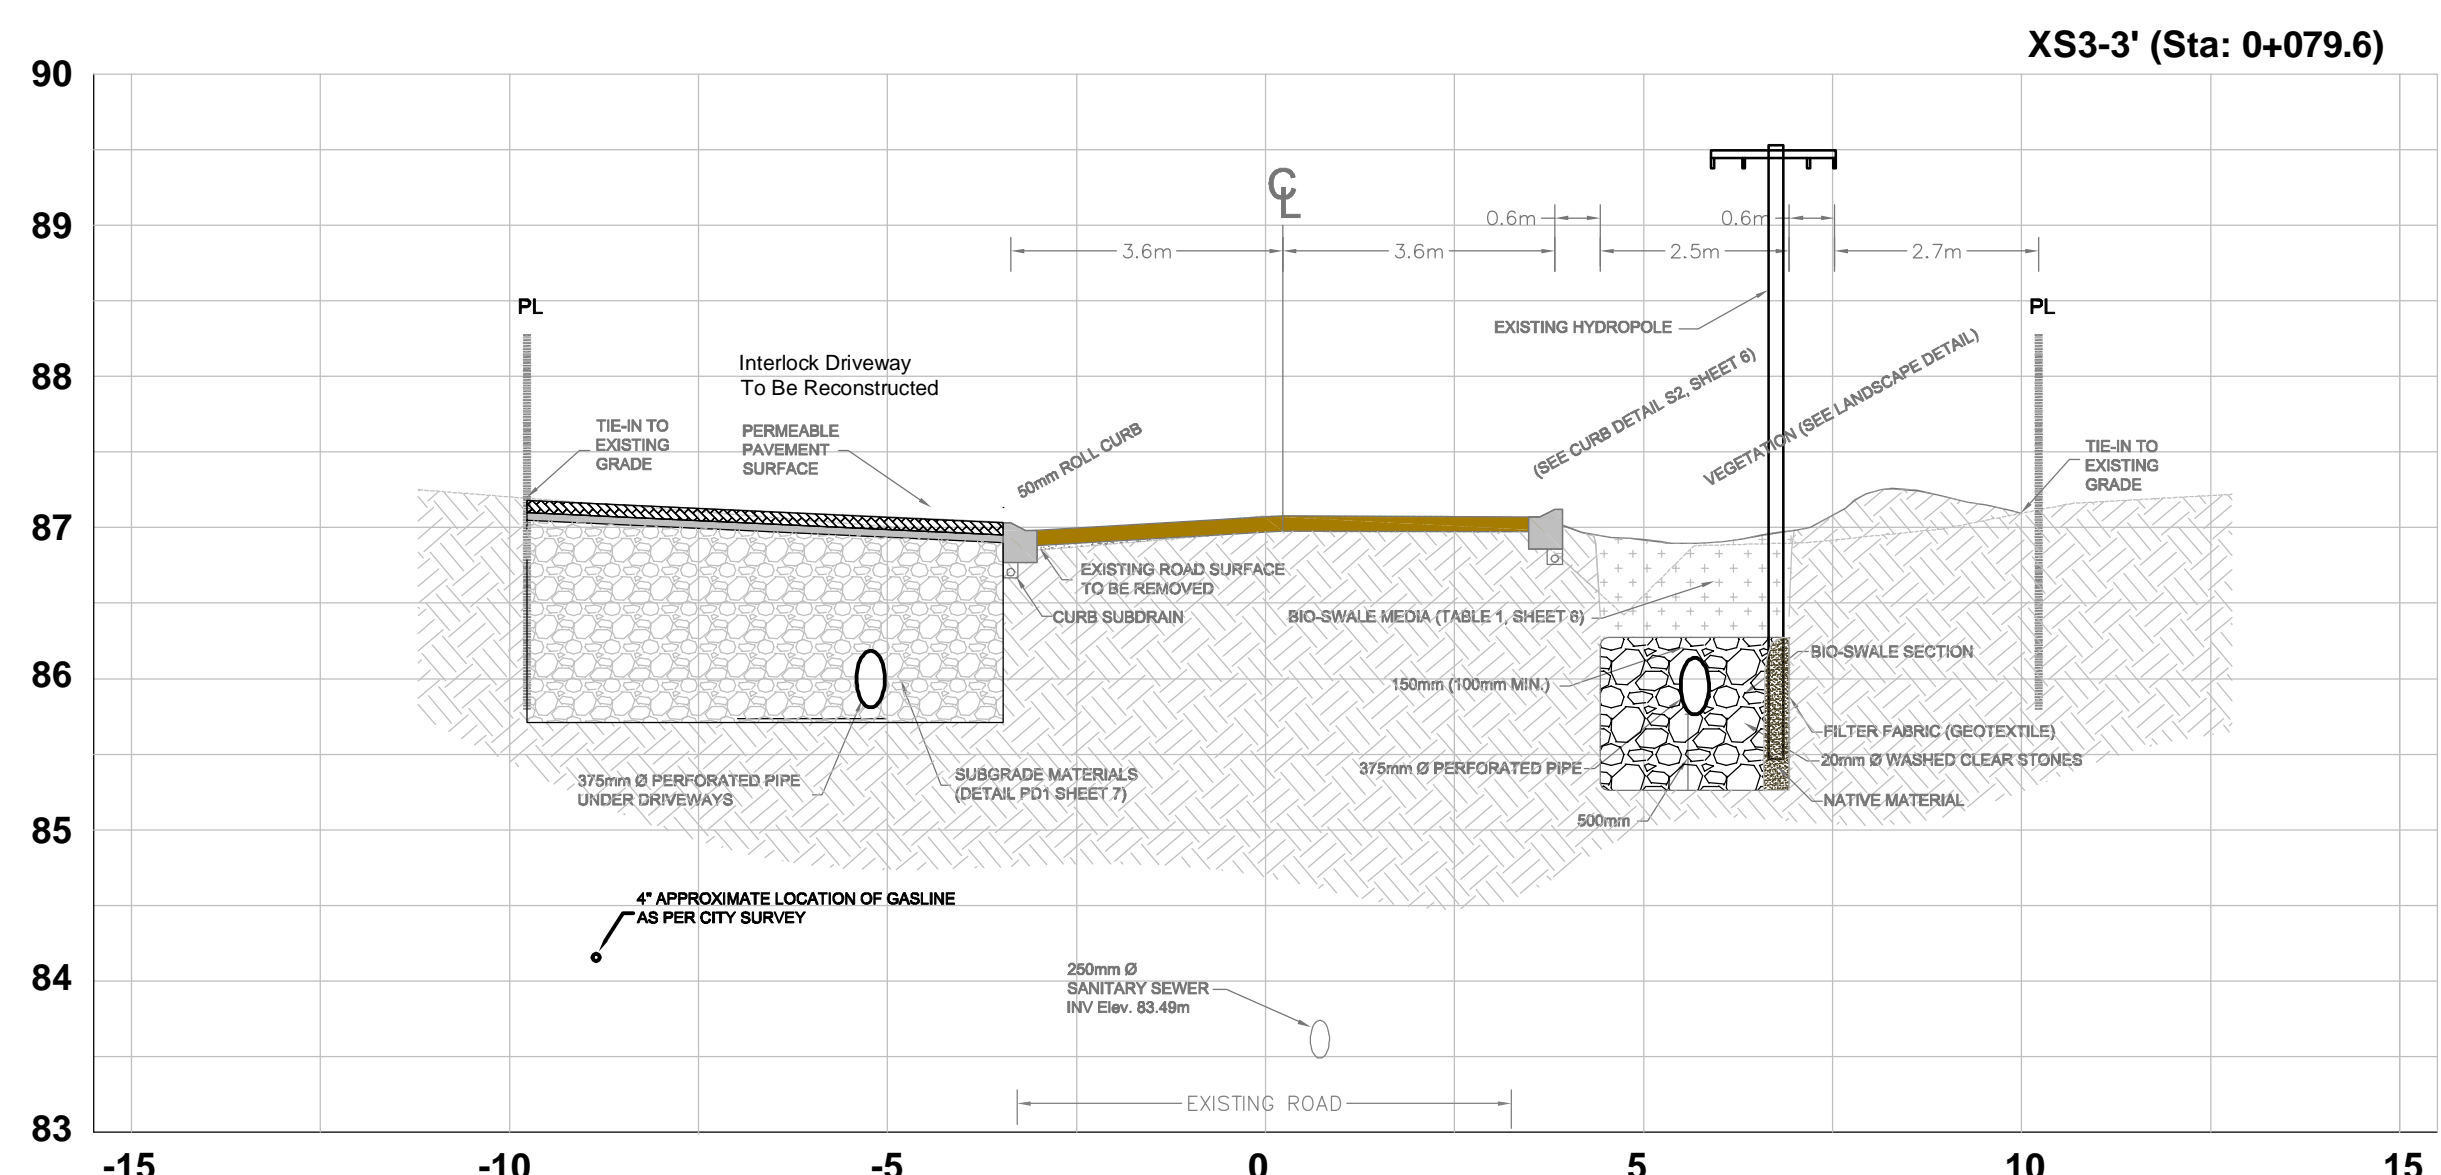 XS3-3' (Sta: 0+079.6)
90
89
88
87
86
85
84
83
-15
-10
-5
0
5
10
15
CL
0.6m
0.6m
3.6m
3.6m
2.5m
2.7m
PL
PL
EXISTING HYDROPOLE
Interlock Driveway
To Be Reconstructed
TIE-IN TO
EXISTING
GRADE
PERMEABLE
PAVEMENT
SURFACE
50mm ROLL CURB
(SEE CURB DETAIL S2, SHEET 6)
VEGETATION (SEE LANDSCAPE DETAIL)
TIE-IN TO
EXISTING
GRADE
EXISTING ROAD SURFACE
TO BE REMOVED
CURB SUBDRAIN
BIO-SWALE MEDIA (TABLE 1, SHEET 6)
BIO-SWALE SECTION
150mm (100mm MIN.)
FILTER FABRIC (GEOTEXTILE)
20mm Ø WASHED CLEAR STONES
375mm Ø PERFORATED PIPE
NATIVE MATERIAL
500mm
375mm Ø PERFORATED PIPE
UNDER DRIVEWAYS
SUBGRADE MATERIALS
(DETAIL PD1 SHEET 7)
4" APPROXIMATE LOCATION OF GASLINE
AS PER CITY SURVEY
250mm Ø
SANITARY SEWER
INV Elev. 83.49m
EXISTING ROAD